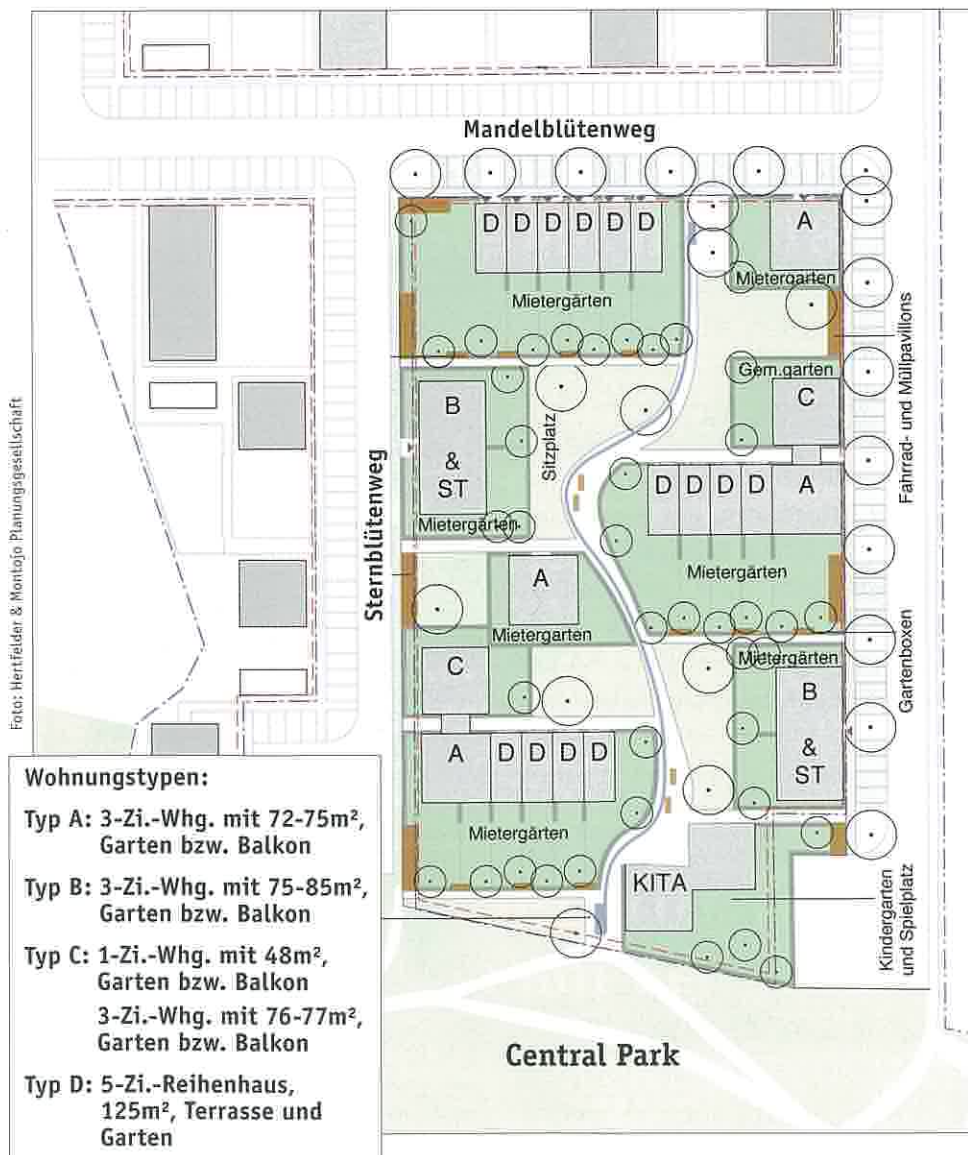 Mandelblütenweg
D D D D D D
A
Mietergarten
Mietergärten
Fahrrad- und Müllpavillons
Gem.garten
C
B
&
ST
Sitzplatz
Mietergärten
D D D D A
Mietergärten
Sternblütenweg
A
Mietergarten
Gartenboxen
Mietergärten
C
B
&
ST
A D D D D
Mietergärten
KITA
Kindergarten
und Spielplatz
Central Park
Foto: Hertfelder & Montojo Planungsgesellschaft
Wohnungstypen:
Typ A: 3-Zi.-Whg. mit 72-75m²,
Garten bzw. Balkon
Typ B: 3-Zi.-Whg. mit 75-85m²,
Garten bzw. Balkon
Typ C: 1-Zi.-Whg. mit 48m²,
Garten bzw. Balkon
3-Zi.-Whg. mit 76-77m²,
Garten bzw. Balkon
Typ D: 5-Zi.-Reihenhaus,
125m², Terrasse und
Garten